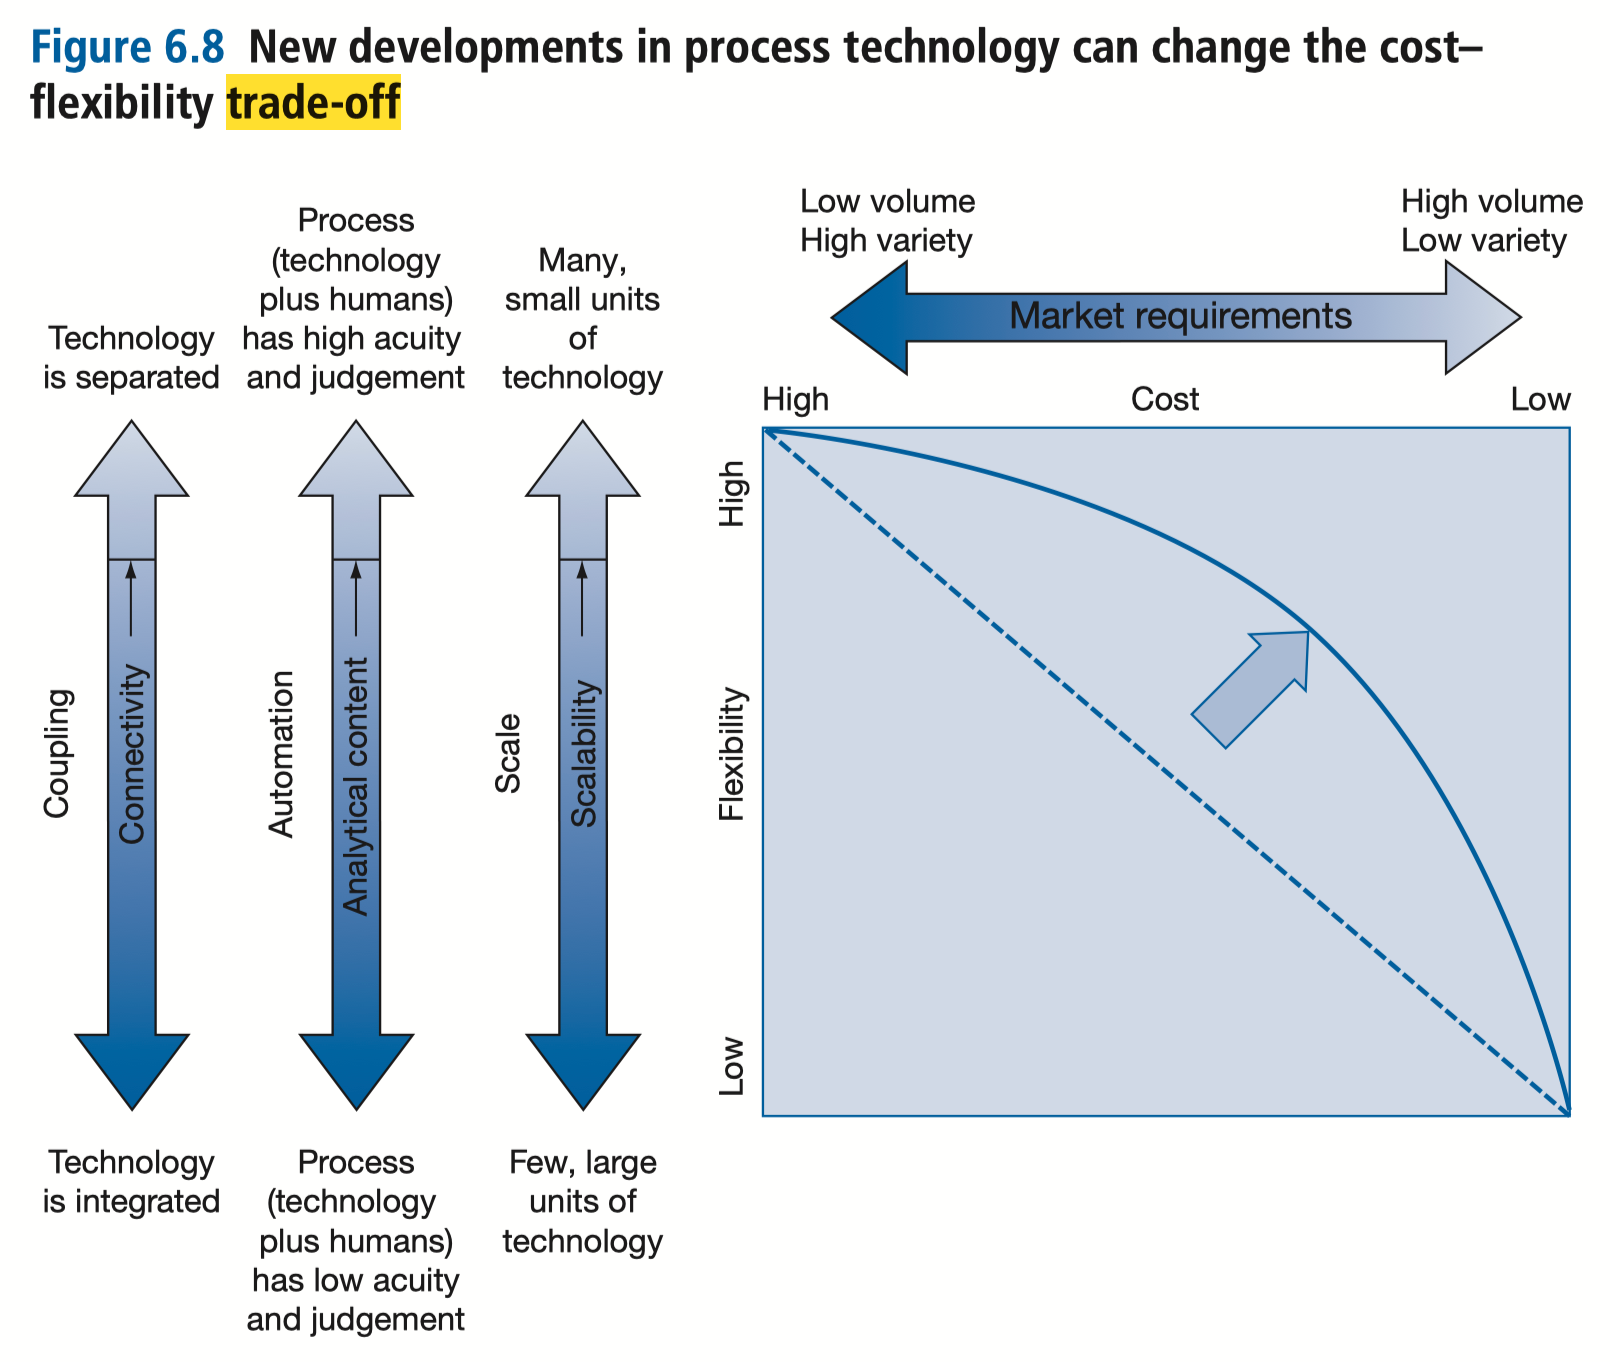 Figure 6.8 New developments in process technology can change the cost–
flexibility trade-off
Technology
is separated
Process
(technology
plus humans)
has high acuity
and judgement
Many,
small units
of
technology
Coupling
Connectivity
Automation
Analytical content
Scale
Scalability
Technology
is integrated
Process
(technology
plus humans)
has low acuity
and judgement
Few, large
units of
technology
Low volume
High variety
High volume
Low variety
Market requirements
High
Cost
Low
High
Flexibility
Low